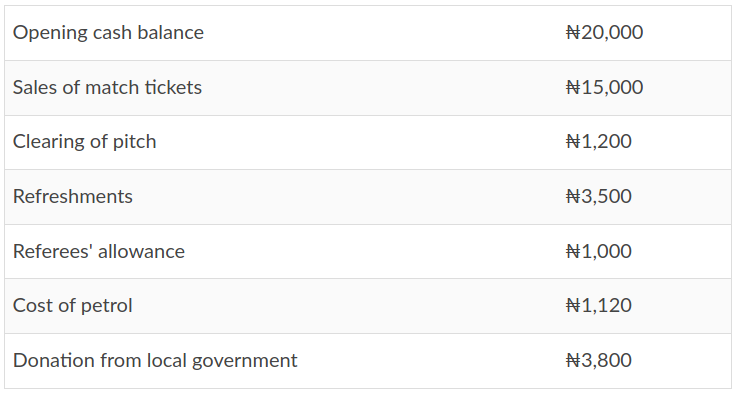 Opening cash balance ₦20,000
Sales of match tickets ₦15,000
Clearing of pitch ₦1,200
Refreshments ₦3,500
Referees' allowance ₦1,000
Cost of petrol ₦1,120
Donation from local government ₦3,800